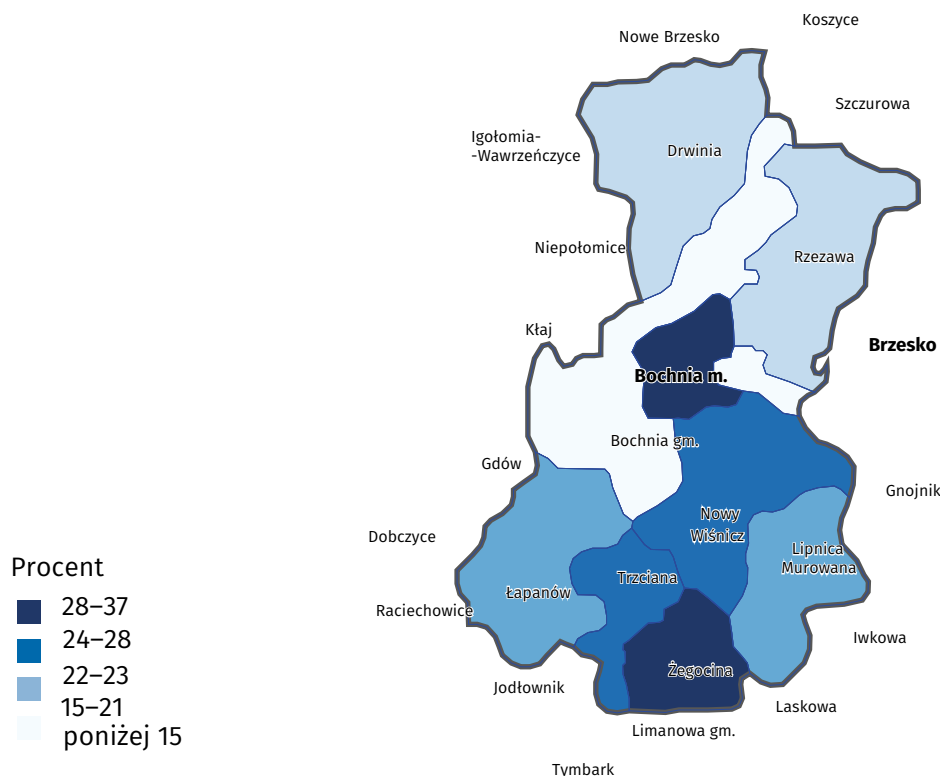 Koszyce
Nowe Brzesko
Szczurowa
Igołomia-
-Wawrzeńczyce
Drwinia
Niepołomice
Rzezawa
Kłaj
Brzesko
Bochnia m.
Bochnia gm.
Gdów
Gnojnik
Nowy
Wiśnicz
Dobczyce
Lipnica
Murowana
Procent
Trzciana
Łapanów
28–37
Raciechowice
24–28
Iwkowa
22–23
Żegocina
Jodłownik
15–21
Laskowa
Limanowa gm.
poniżej 15
Tymbark